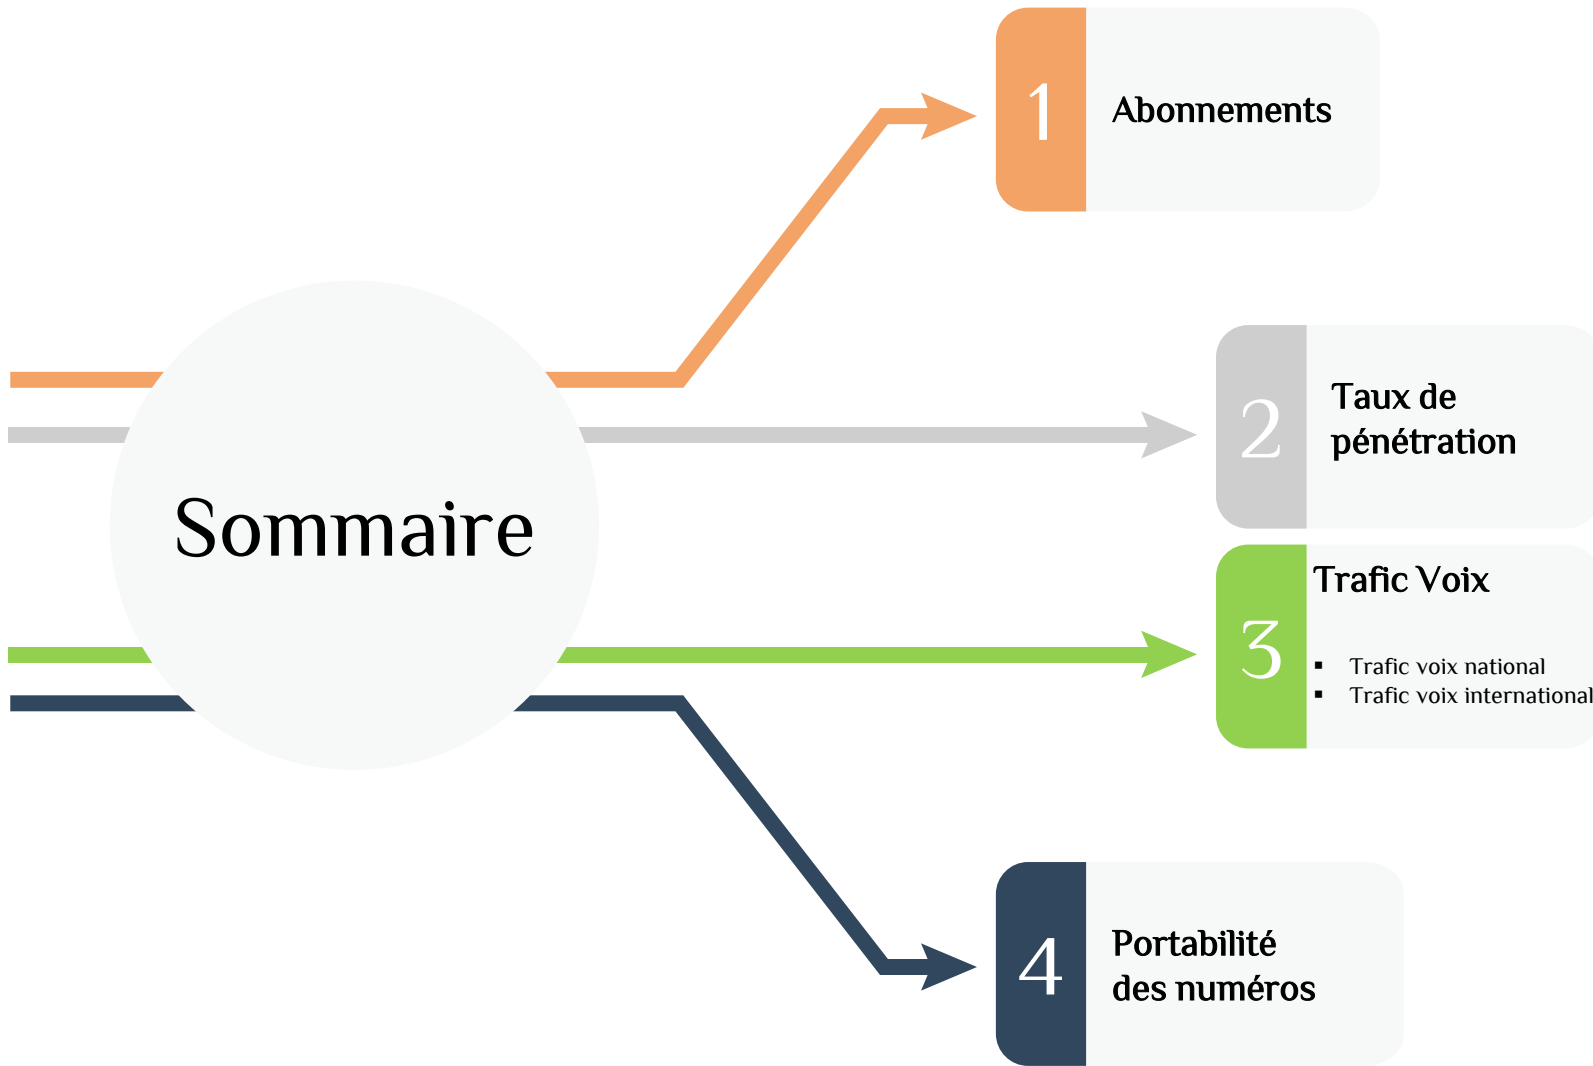 Sommaire
1
Abonnements
2
Taux de
pénétration
3
Trafic Voix
▪ Trafic voix national
▪ Trafic voix international
4
Portabilité
des numéros